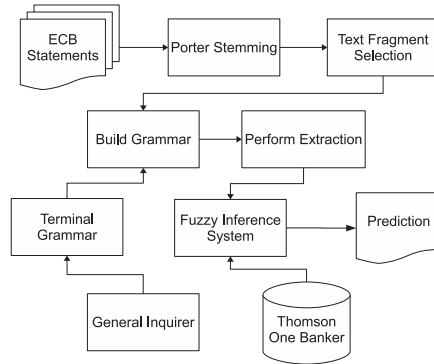 ECB
Statements
Porter Stemming
Text Fragment
Selection
Build Grammar
Perform Extraction
Terminal
Grammar
Fuzzy Inference
System
Prediction
General Inquirer
Thomson
One Banker